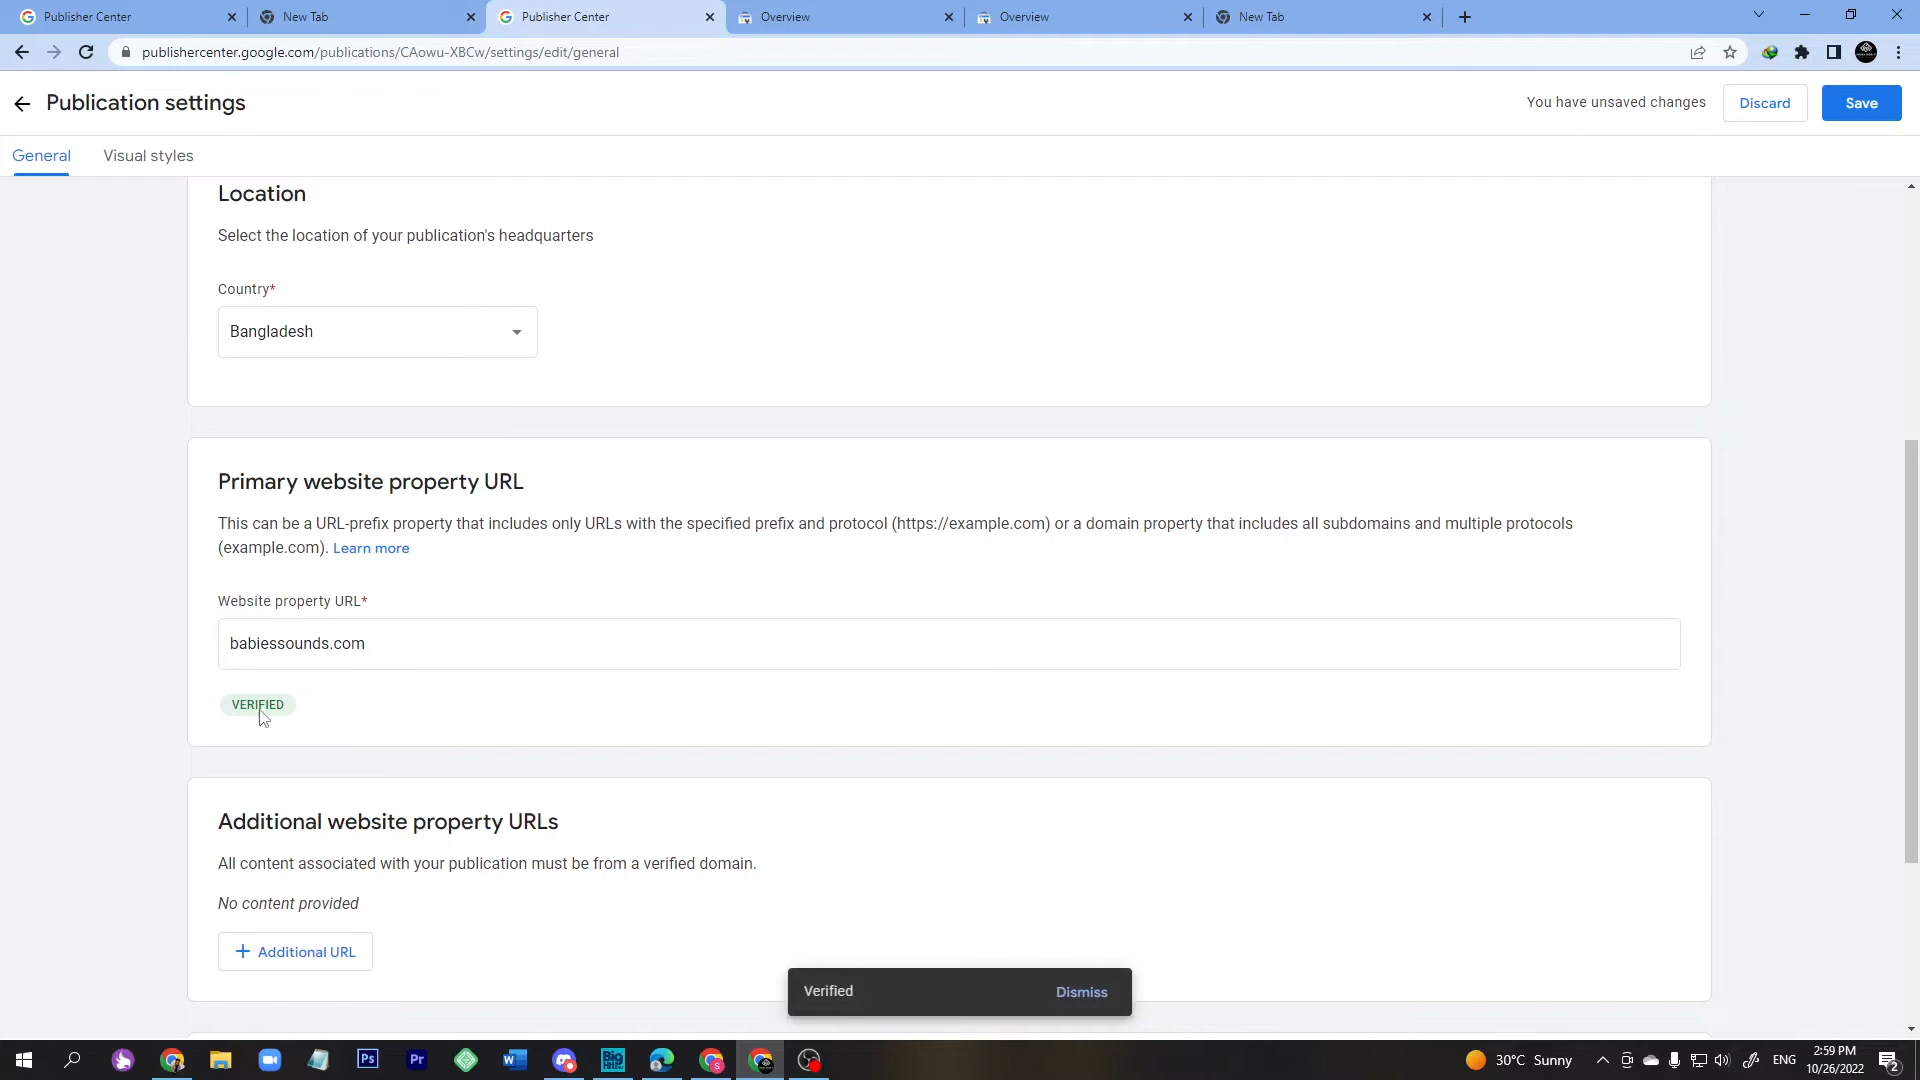 Publisher Center
New Tab
Publisher Center
Overview
Overview
New Tab
publishercenter.google.com/publications/CAowu-XBCw/settings/edit/general
Publication settings
You have unsaved changes
Discard
Save
General
Visual styles
Location
Select the location of your publication's headquarters
Country*
Bangladesh
Primary website property URL
This can be a URL-prefix property that includes only URLs with the specified prefix and protocol (https://example.com) or a domain property that includes all subdomains and multiple protocols
(example.com). Learn more
Website property URL*
babiessounds.com
VERIFIED
Additional website property URLs
All content associated with your publication must be from a verified domain.
No content provided
+ Additional URL
Verified
Dismiss
Ps
Pr
30°C Sunny
ENG
2:59 PM
10/26/2022
2